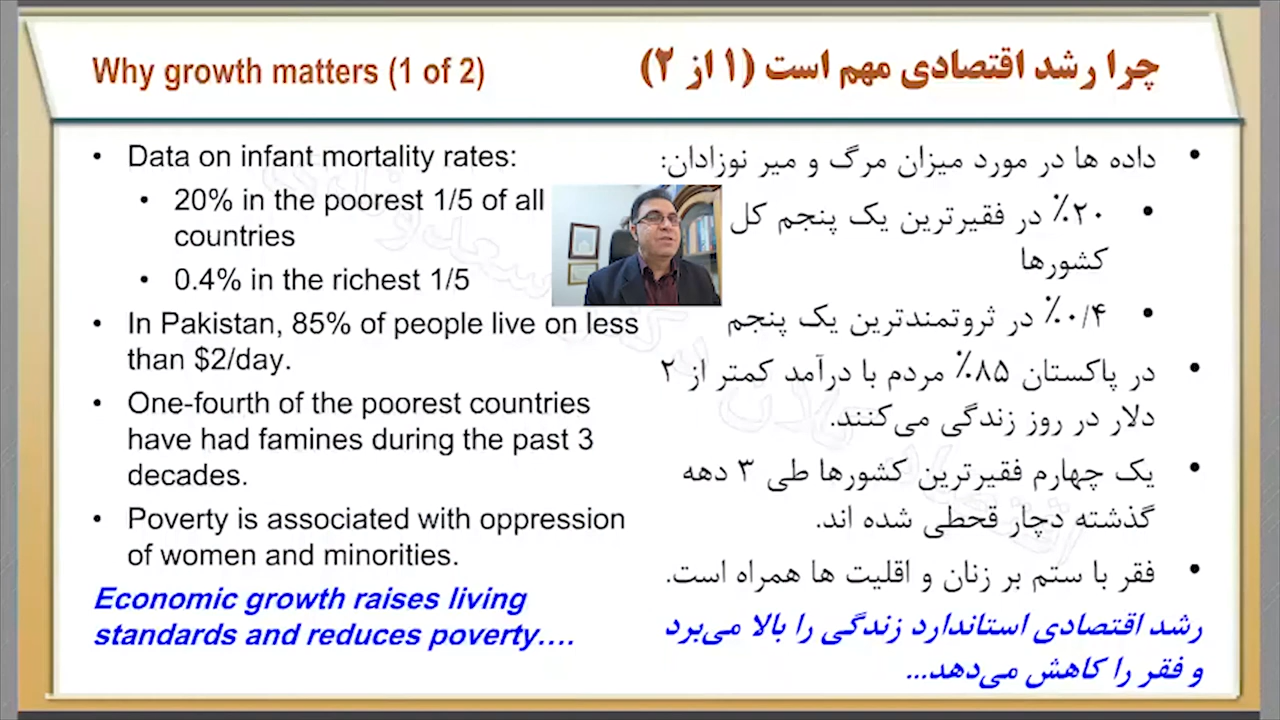 Why growth matters (1 of 2)
چرا رشد اقتصادی مهم است (۱ از ۲)
• Data on infant mortality rates:
• 20% in the poorest 1/5 of all
countries
• 0.4% in the richest 1/5
• In Pakistan, 85% of people live on less
than $2/day.
• One-fourth of the poorest countries
have had famines during the past 3
decades.
• Poverty is associated with oppression
of women and minorities.
Economic growth raises living
standards and reduces poverty….
• داده ها در مورد میزان مرگ و میر نوزادان:
• ۲۰٪ در فقیرترین یک پنجم کل
کشورها
• ۰/۴٪ در ثروتمندترین یک پنجم
• در پاکستان ۸۵٪ مردم با درآمد کمتر از ۲
دلار در روز زندگی می‌کنند.
• یک چهارم فقیرترین کشورها طی ۳ دهه
گذشته دچار قحطی شده اند.
• فقر با ستم بر زنان و اقلیت ها همراه است.
رشد اقتصادی استاندارد زندگی را بالا می‌برد
و فقر را کاهش می‌دهد...